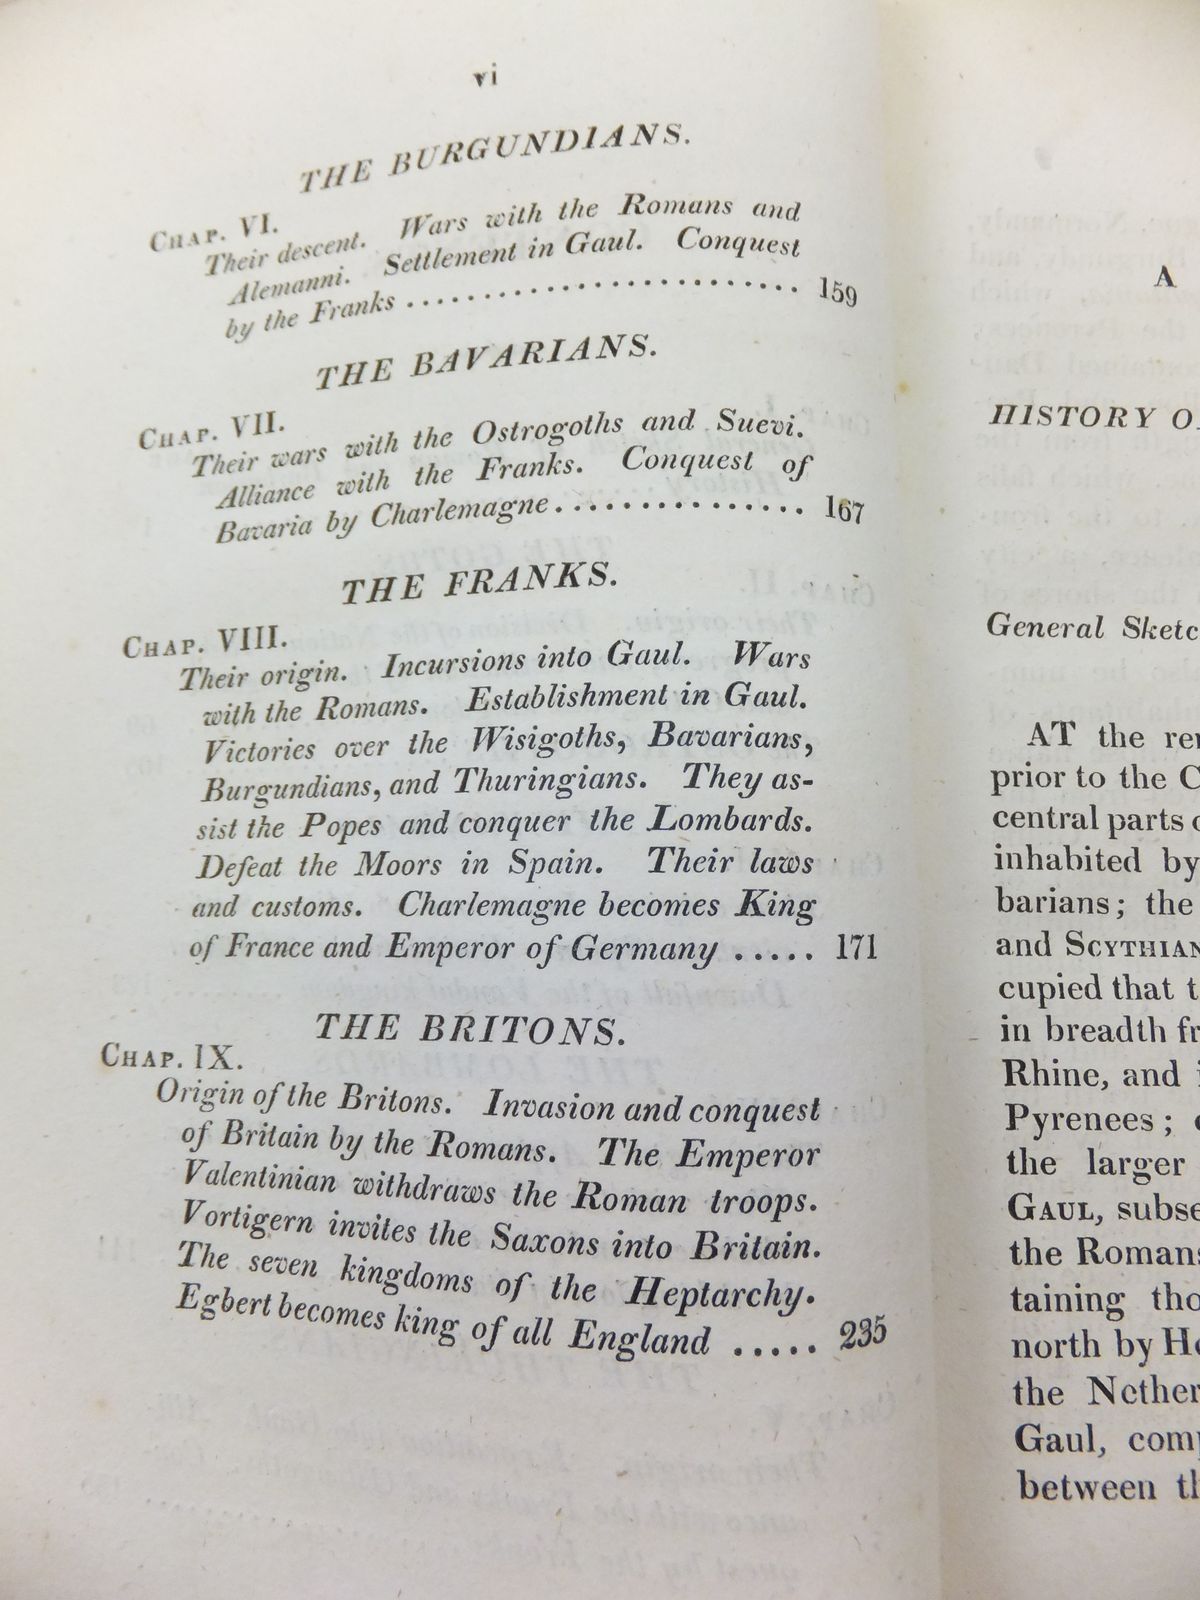 vi
THE BURGUNDIANS.
CHAP. VI.
Their descent. Wars with the Romans and
Alemanni. Settlement in Gaul. Conquest
by the Franks .......................... 159
THE BAVARIANS.
CHAP. VII.
Their wars with the Ostrogoths and Suevi.
Alliance with the Franks. Conquest of
Bavaria by Charlemagne............... 167
THE FRANKS.
CHAP. VIII.
Their origin. Incursions into Gaul. Wars
with the Romans. Establishment in Gaul.
Victories over the Wisigoths, Bavarians,
Burgundians, and Thuringians. They as-
sist the Popes and conquer the Lombards.
Defeat the Moors in Spain. Their laws
and customs. Charlemagne becomes King
of France and Emperor of Germany ..... 171
THE BRITONS.
CHAP. IX.
Origin of the Britons. Invasion and conquest
of Britain by the Romans. The Emperor
Valentinian withdraws the Roman troops.
Vortigern invites the Saxons into Britain.
The seven kingdoms of the Heptarchy.
Egbert becomes king of all England ..... 235
A
HISTORY O
General Sketc
AT the re
prior to the C
central parts
inhabited by
barians; the
and SCYTHIAN
cupied that t
in breadth fr
Rhine, and
Pyrenees;
the larger
GAUL, subse
the Romans
taining tho
north by H
the Nether
Gaul, comp
between th